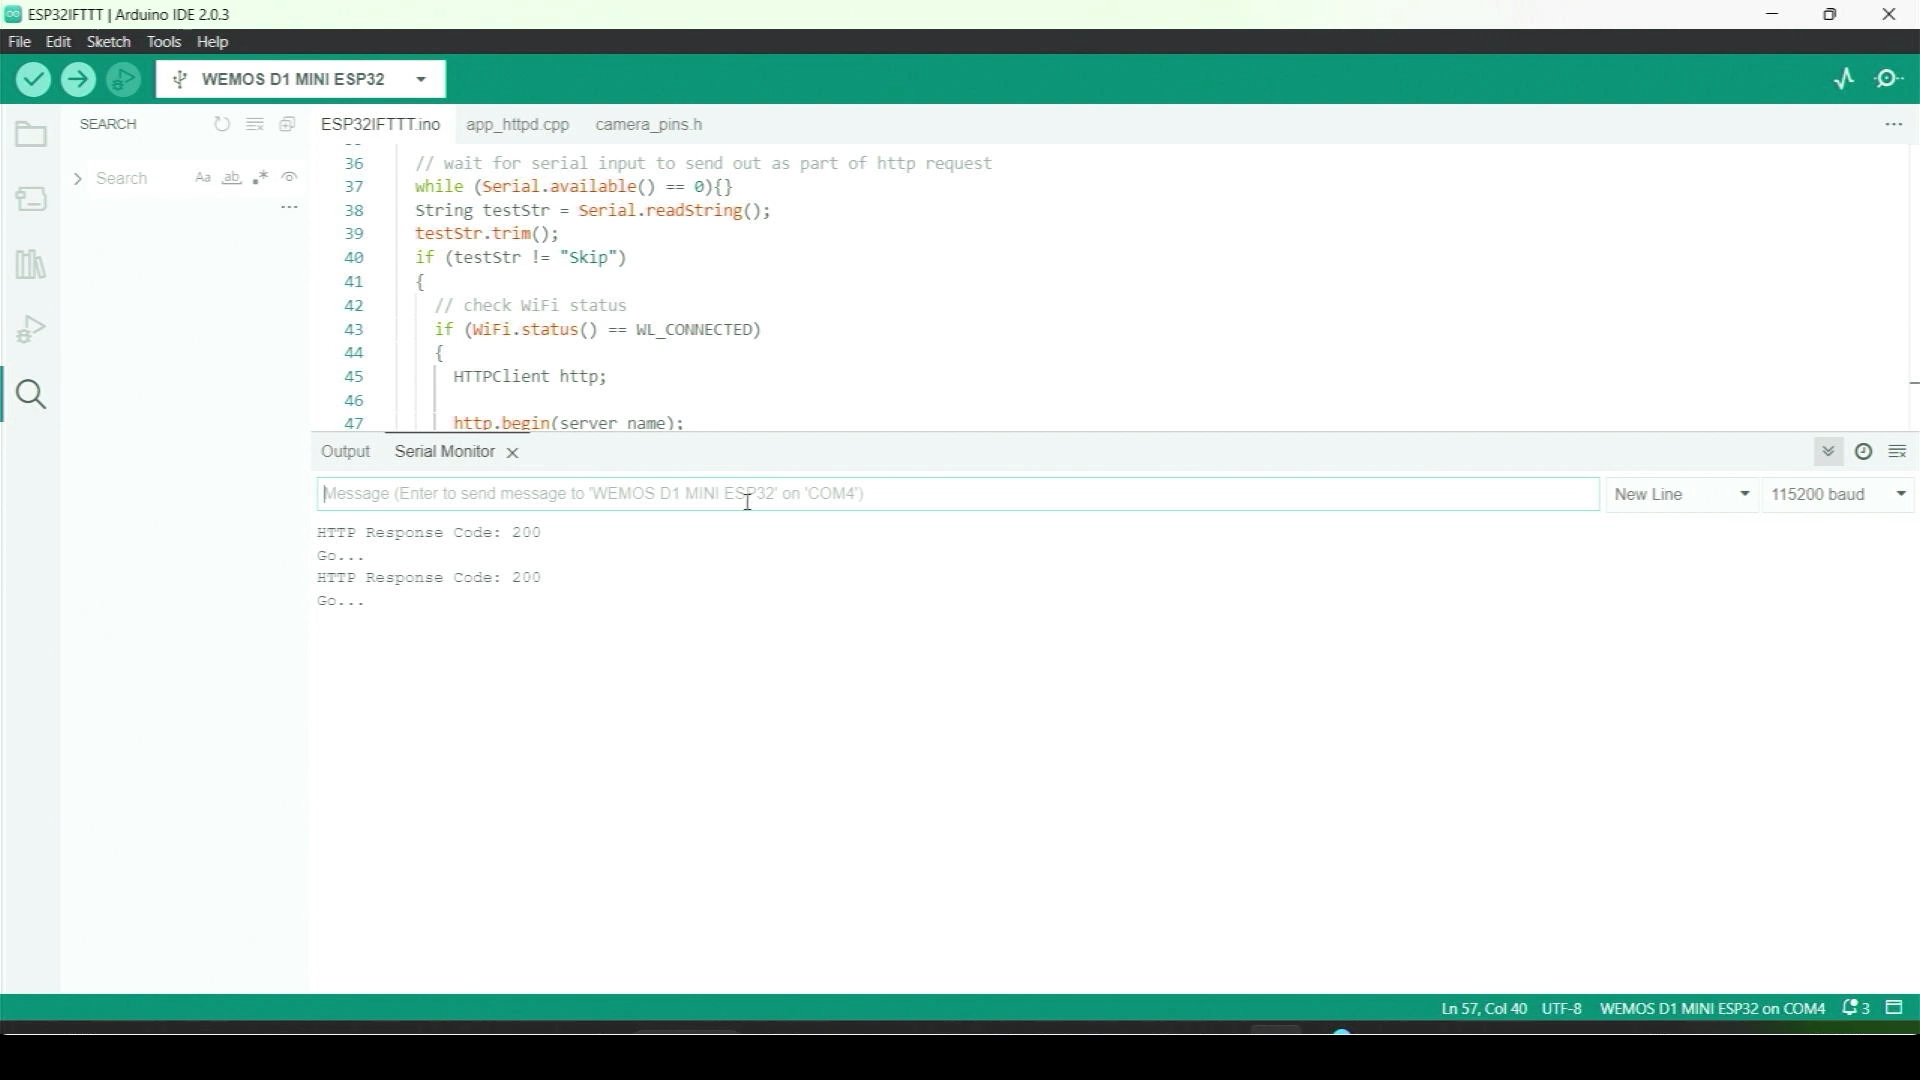 ESP32IFTTT | Arduino IDE 2.0.3
File Edit Sketch Tools Help
WEMOS D1 MINI ESP32
SEARCH
Search Aa ab
ESP32IFTTT.ino app_httpd.cpp camera_pins.h
36 // wait for serial input to send out as part of http request
37 while (Serial.available() == 0){}
38 String testStr = Serial.readString();
39 testStr.trim();
40 if (testStr != "Skip")
41 {
42 // check WiFi status
43 if (WiFi.status() == WL_CONNECTED)
44 {
45 HTTPClient http;
46
47 http.begin(server_name);
Output Serial Monitor
Message (Enter to send message to 'WEMOS D1 MINI ESP32' on 'COM4')
New Line 115200 baud
HTTP Response Code: 200
Go...
HTTP Response Code: 200
Go...
Ln 57, Col 40 UTF-8 WEMOS D1 MINI ESP32 on COM4 3